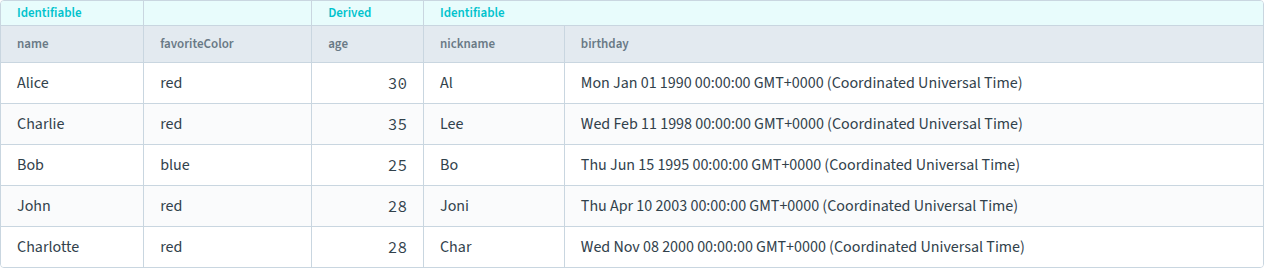 Identifiable Derived Identifiable
name favoriteColor age nickname birthday
Alice red 30 Al Mon Jan 01 1990 00:00:00 GMT+0000 (Coordinated Universal Time)
Charlie red 35 Lee Wed Feb 11 1998 00:00:00 GMT+0000 (Coordinated Universal Time)
Bob blue 25 Bo Thu Jun 15 1995 00:00:00 GMT+0000 (Coordinated Universal Time)
John red 28 Joni Thu Apr 10 2003 00:00:00 GMT+0000 (Coordinated Universal Time)
Charlotte red 28 Char Wed Nov 08 2000 00:00:00 GMT+0000 (Coordinated Universal Time)